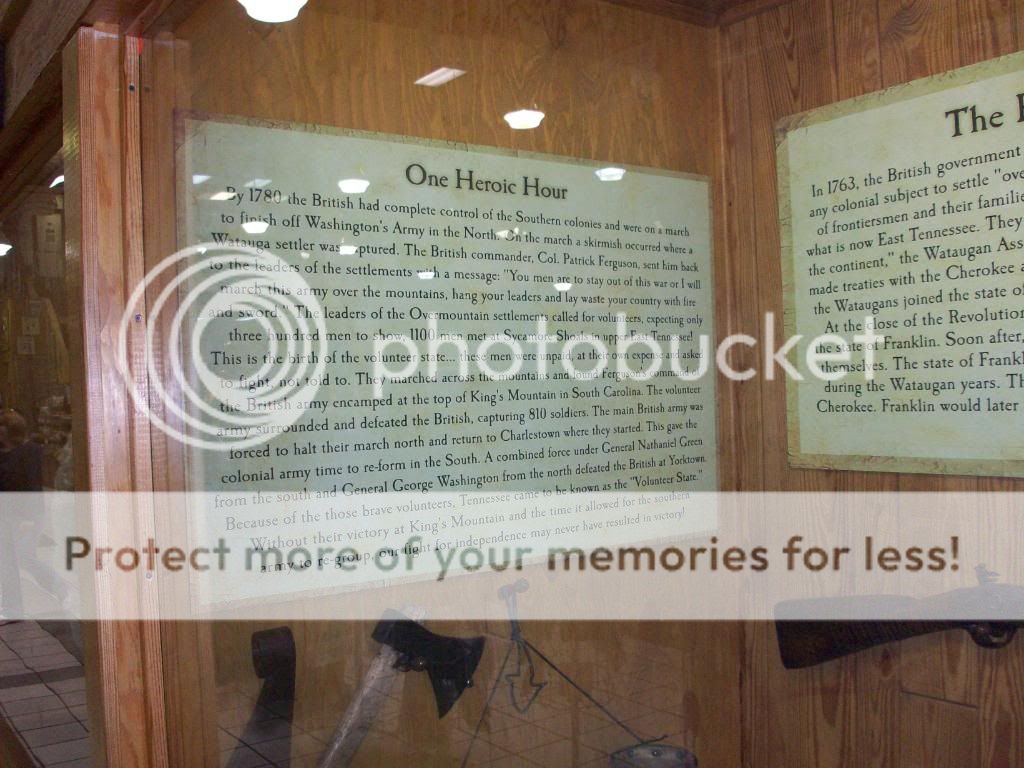 One Heroic Hour
By 1780 the British had complete control of the Southern colonies and were on a march
to finish off Washington's Army in the North. On the march a skirmish occurred where a
Watauga settler was captured. The British commander, Col. Patrick Ferguson, sent him back
to the leaders of the settlements with a message: "You men are to stay out of this war or I will
march this army over the mountains, hang your leaders and lay waste your country with fire
and sword." The leaders of the Overmountain settlements called for volunteers, expecting only
three hundred men to show, 1100 men met at Sycamore Shoals in upper East Tennessee!
This is the birth of the volunteer state... these men were unpaid, at their own expense and asked
to fight, not told to. They marched across the mountains and found Ferguson's command of
the British army encamped at the top of King's Mountain in South Carolina. The volunteer
army surrounded and defeated the British, capturing 810 soldiers. The main British army was
forced to halt their march north and return to Charlestown where they started. This gave the
colonial army time to re-form in the South. A combined force under General Nathaniel Green
from the south and General George Washington from the north defeated the British at Yorktown.
Because of the those brave volunteers, Tennessee came to be known as the "Volunteer State."
Without their victory at King's Mountain and the time it allowed for the southern
army to re-group, our fight for independence may never have resulted in victory!
The
In 1763, the British government
any colonial subject to settle "ove
of frontiersmen and their familie
what is now East Tennessee. They
the continent," the Wataugan Ass
made treaties with the Cherokee a
the Wataugans joined the state of
At the close of the Revolution
the state of Franklin. Soon after,
themselves. The state of Frankl
during the Wataugan years. Th
Cherokee. Franklin would later
photobucket
Protect more of your memories for less!